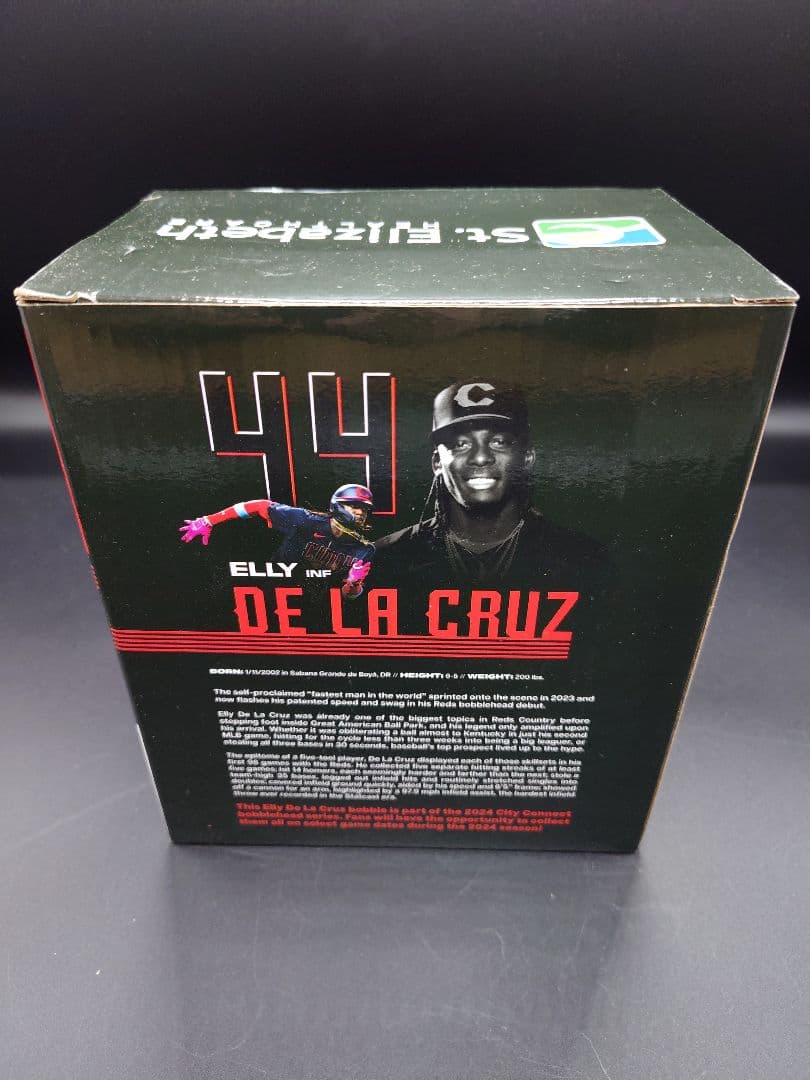 St. Elizabeth
HEALTHCARE
44
C
ELLY INF
DE LA CRUZ
BORN: 1/11/2002 in Sabana Grande de Boyá, DR // HEIGHT: 6-5 // WEIGHT: 200 lbs.
The self-proclaimed "fastest man in the world" sprinted onto the scene in 2023 and
now flashes his patented speed and swag in his Reds bobblehead debut.
Elly De La Cruz was already one of the biggest topics in Reds Country before
stepping foot inside Great American Ball Park, and his legend only amplified upon
his arrival. Whether it was obliterating a ball almost to Kentucky in just his second
MLB game, hitting for the cycle less than three weeks into being a big leaguer, or
stealing all three bases in 30 seconds, baseball's top prospect lived up to the hype.
The epitome of a five-tool player, De La Cruz displayed each of those skillsets in his
first 98 games with the Reds. He collected five separate hitting streaks of at least
five games; hit 14 homers, each seemingly harder and farther than the next; stole a
team-high 35 bases, legged out infield hits and routinely stretched singles into
doubles; covered infield ground quickly, aided by his speed and 6'5" frame; showed
off a cannon for an arm, highlighted by a 97.9 mph infield assist, the hardest infield
throw ever recorded in the Statcast era.
This Elly De La Cruz bobble is part of the 2024 City Connect
bobblehead series. Fans will have the opportunity to collect
them all on select game dates during the 2024 season!